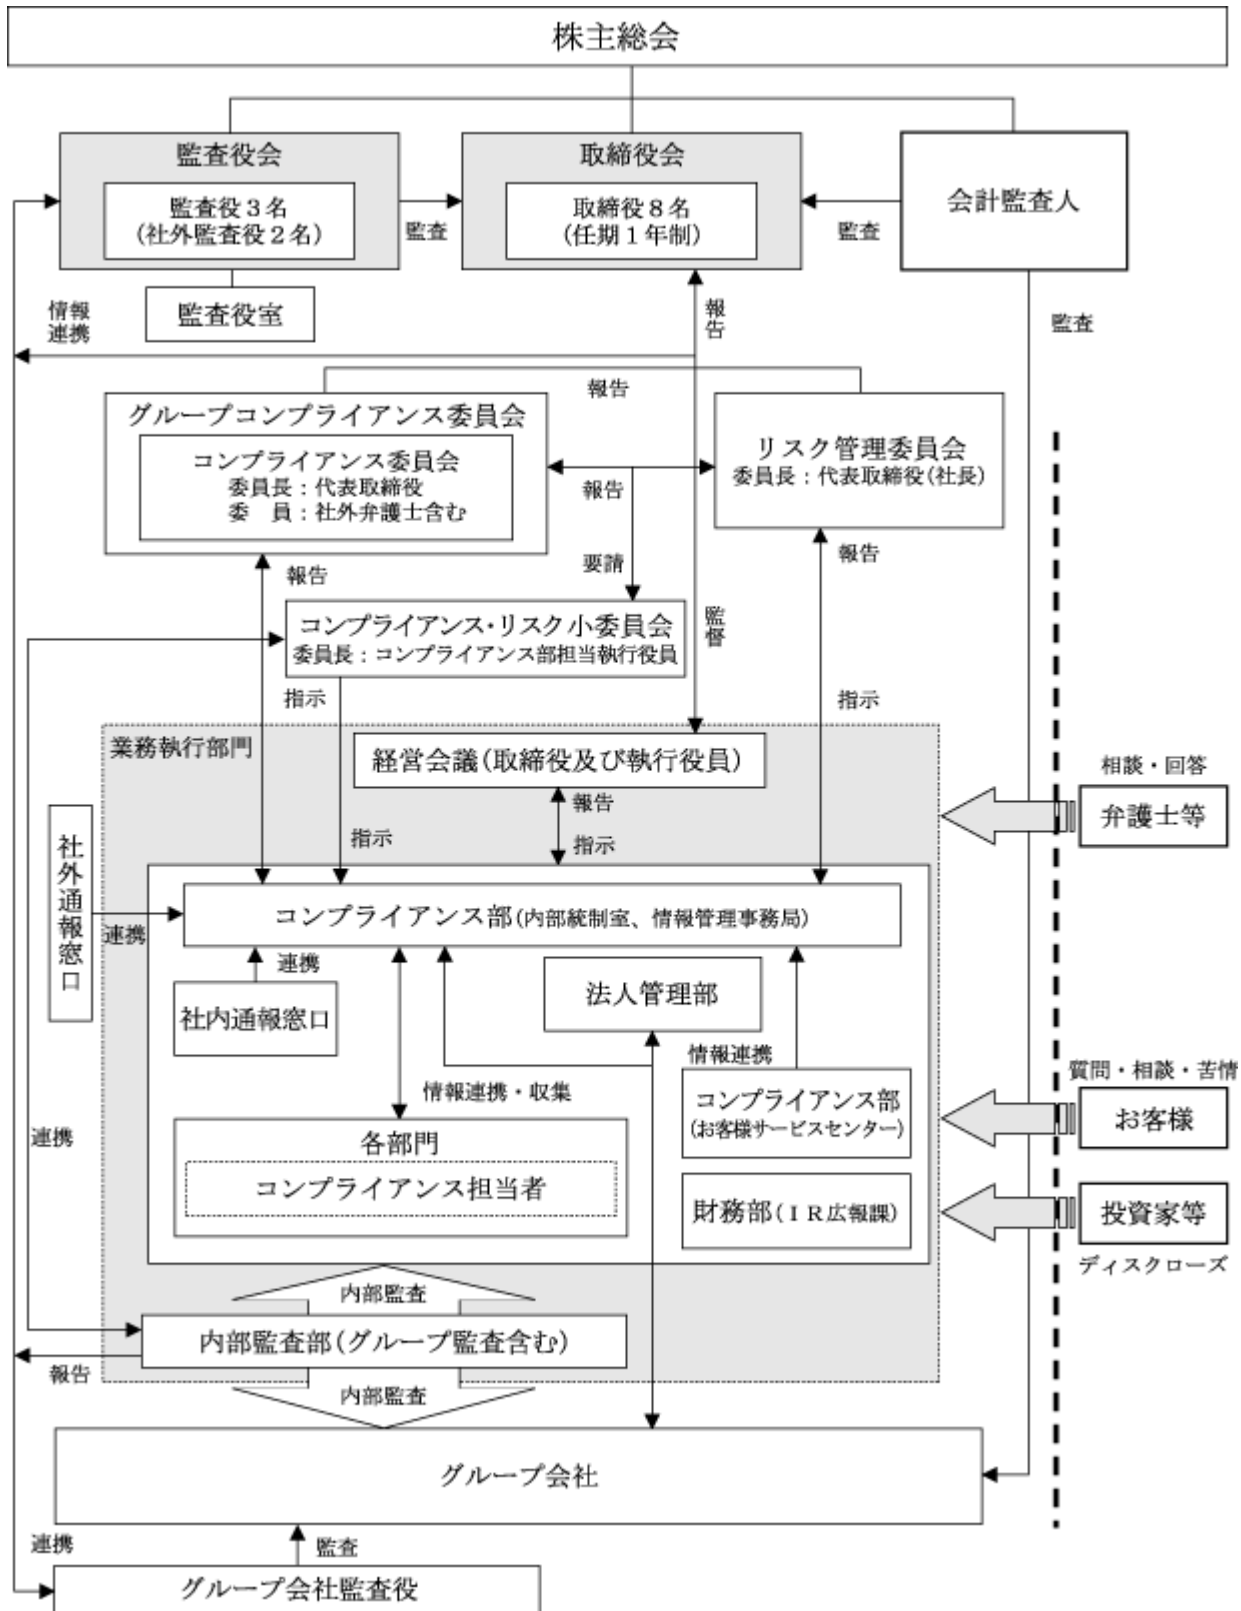 株主総会
監査役会
監査役３名
(社外監査役２名)
監査
取締役会
取締役８名
(任期１年制)
監査
会計監査人
監査役室
情報
連携
報告
監査
報告
グループコンプライアンス委員会
コンプライアンス委員会
委員長：代表取締役
委　員：社外弁護士含む
報告
リスク管理委員会
委員長：代表取締役(社長)
報告
要請
報告
コンプライアンス・リスク小委員会
委員長：コンプライアンス部担当執行役員
監督
指示
指示
業務執行部門
経営会議(取締役及び執行役員)
報告
指示
指示
相談・回答
弁護士等
社外通報窓口
連携
コンプライアンス部(内部統制室、情報管理事務局)
連携
社内通報窓口
法人管理部
情報連携
情報連携・収集
コンプライアンス部
(お客様サービスセンター)
質問・相談・苦情
お客様
連携
各部門
コンプライアンス担当者
財務部(ＩＲ広報課)
投資家等
ディスクローズ
内部監査
内部監査部(グループ監査含む)
報告
内部監査
グループ会社
連携
監査
グループ会社監査役